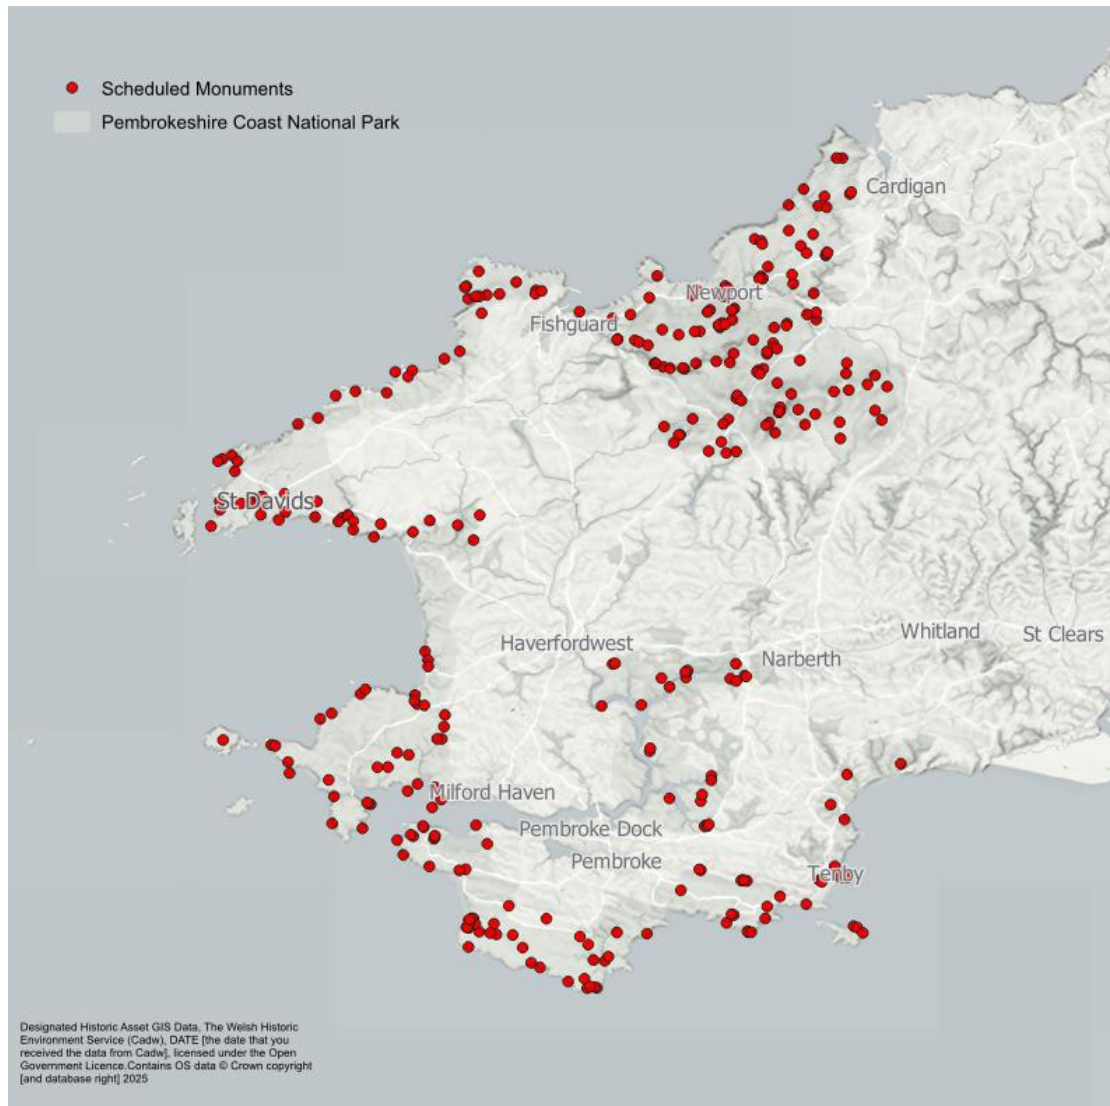 Scheduled Monuments
Pembrokeshire Coast National Park
Cardigan
Newport
Fishguard
St Davids
Haverfordwest
Whitland
St Clears
Narberth
Milford Haven
Pembroke Dock
Pembroke
Tenby
Designated Historic Asset GIS Data, The Welsh Historic
Environment Service (Cadw), DATE [the date that you
received the data from Cadw], licensed under the Open
Government Licence.Contains OS data © Crown copyright
[and database right] 2025